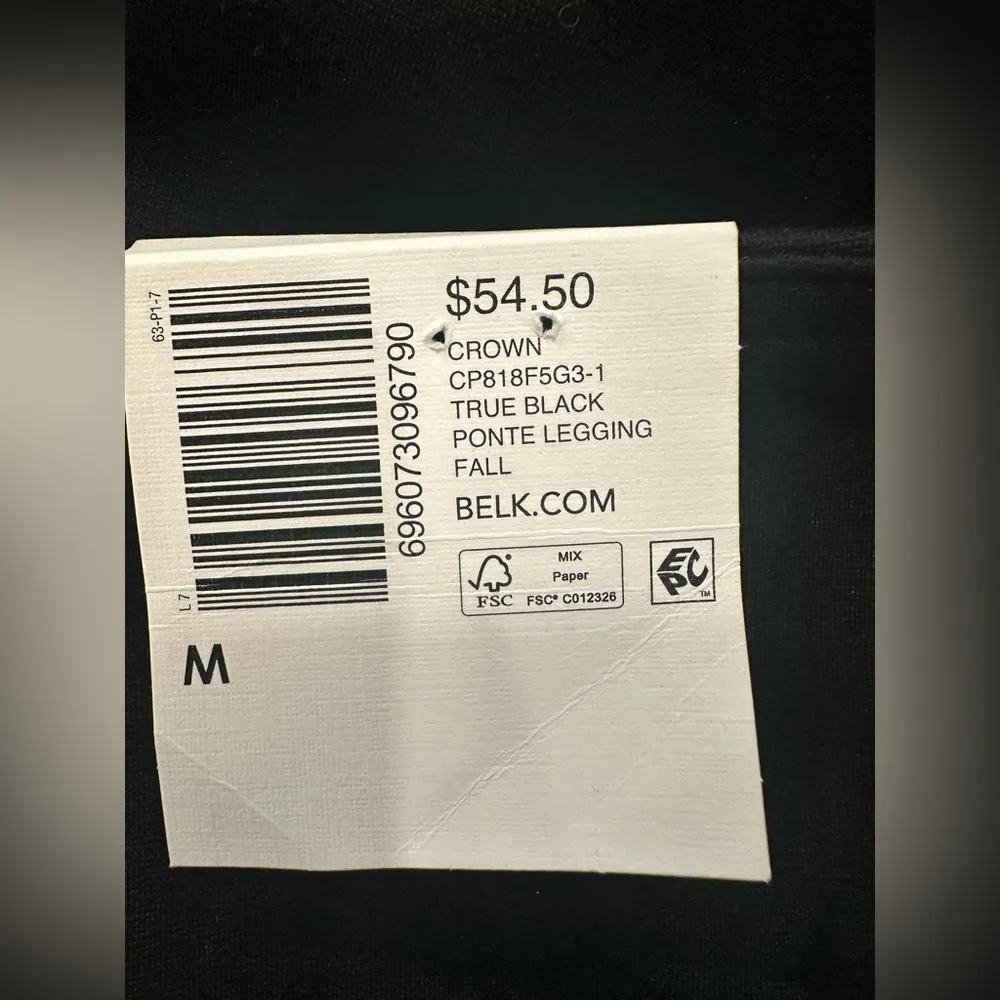 63-P1-7
L7
696073096790
$54.50
CROWN
CP818F5G3-1
TRUE BLACK
PONTE LEGGING
FALL
BELK.COM
FSC
MIX
Paper
FSC® C012326
EPC
TM
M